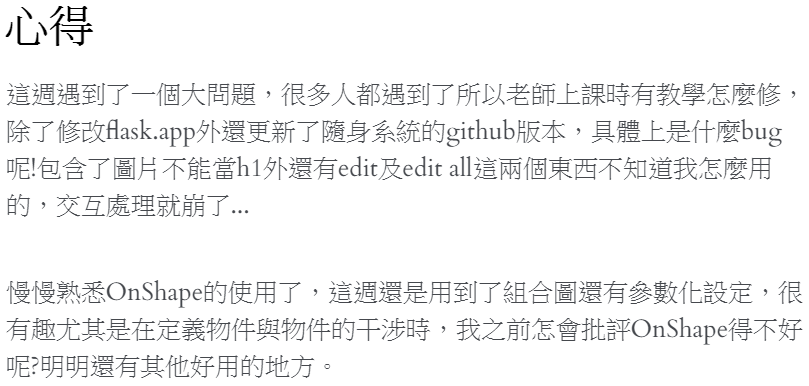 心得
這週遇到了一個大問題，很多人都遇到了所以老師上課時有教學怎麼修，
除了修改flask.app外還更新了隨身系統的github版本，具體上是什麼bug
呢!包含了圖片不能當h1外還有edit及edit all這兩個東西不知道我怎麼用
的，交互處理就崩了...
慢慢熟悉OnShape的使用了，這週還是用到了組合圖還有參數化設定，很
有趣尤其是在定義物件與物件的干涉時，我之前怎會批評OnShape得不好
呢?明明還有其他好用的地方。